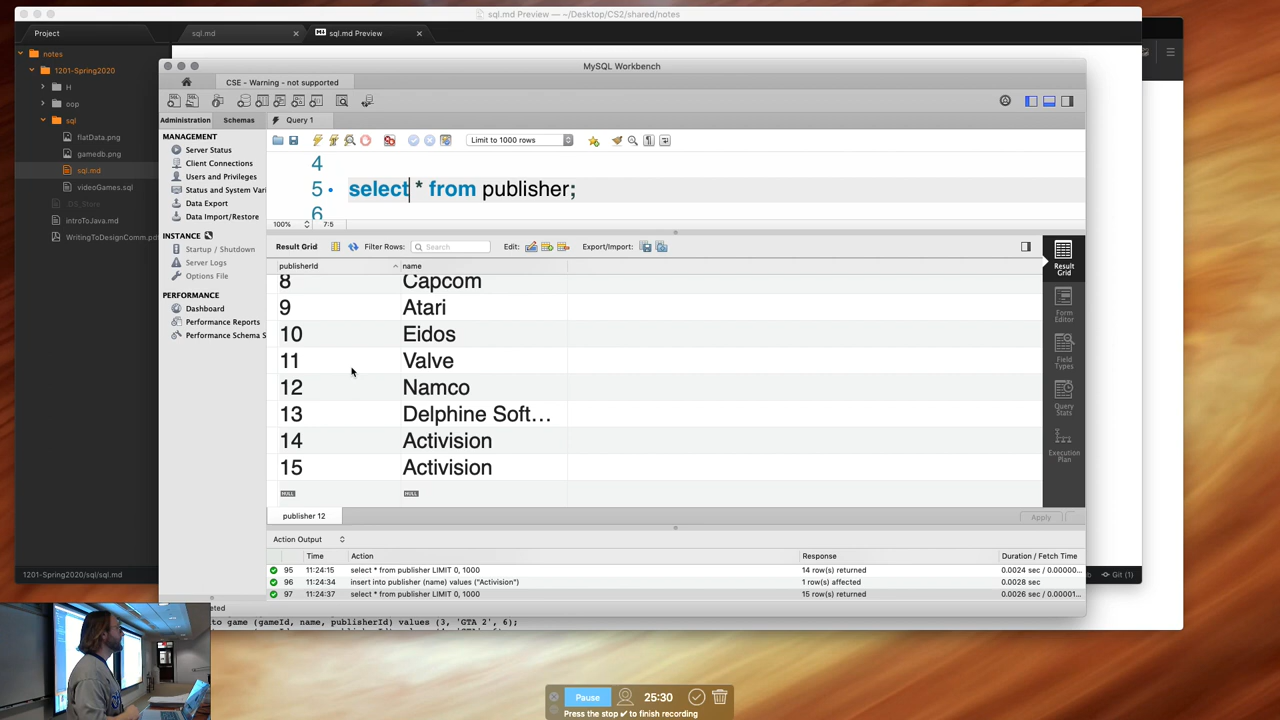 sql.md Preview — ~/Desktop/CS2/shared/notes
Project
sql.md
sql.md Preview
notes
1201-Spring2020
H
oop
sql
flatData.png
gamedb.png
sql.md
videoGames.sql
.DS_Store
introToJava.md
WritingToDesignComm.pdf
1201-Spring2020/sql/sql.md
Git (1)
MySQL Workbench
CSE - Warning - not supported
Administration
Schemas
Query 1
MANAGEMENT
Server Status
Client Connections
Users and Privileges
Status and System Vari
Data Export
Data Import/Restore
INSTANCE
Startup / Shutdown
Server Logs
Options File
PERFORMANCE
Dashboard
Performance Reports
Performance Schema S
Limit to 1000 rows
4
5 select * from publisher;
6
100%
7:5
Result Grid
Filter Rows:
Search
Edit:
Export/Import:
publisherId name
8 Capcom
9 Atari
10 Eidos
11 Valve
12 Namco
13 Delphine Soft...
14 Activision
15 Activision
NULL NULL
Result
Grid
Form
Editor
Field
Types
Query
Stats
Execution
Plan
publisher 12
Apply
Action Output
Time Action Response Duration / Fetch Time
95 11:24:15 select * from publisher LIMIT 0, 1000 14 row(s) returned 0.0024 sec / 0.00000...
96 11:24:34 insert into publisher (name) values ("Activision") 1 row(s) affected 0.0028 sec
97 11:24:37 select * from publisher LIMIT 0, 1000 15 row(s) returned 0.0026 sec / 0.00001...
to game (gameId, name, publisherId) values (3, 'GTA 2', 6);
Pause
25:30
Press the stop ✔ to finish recording